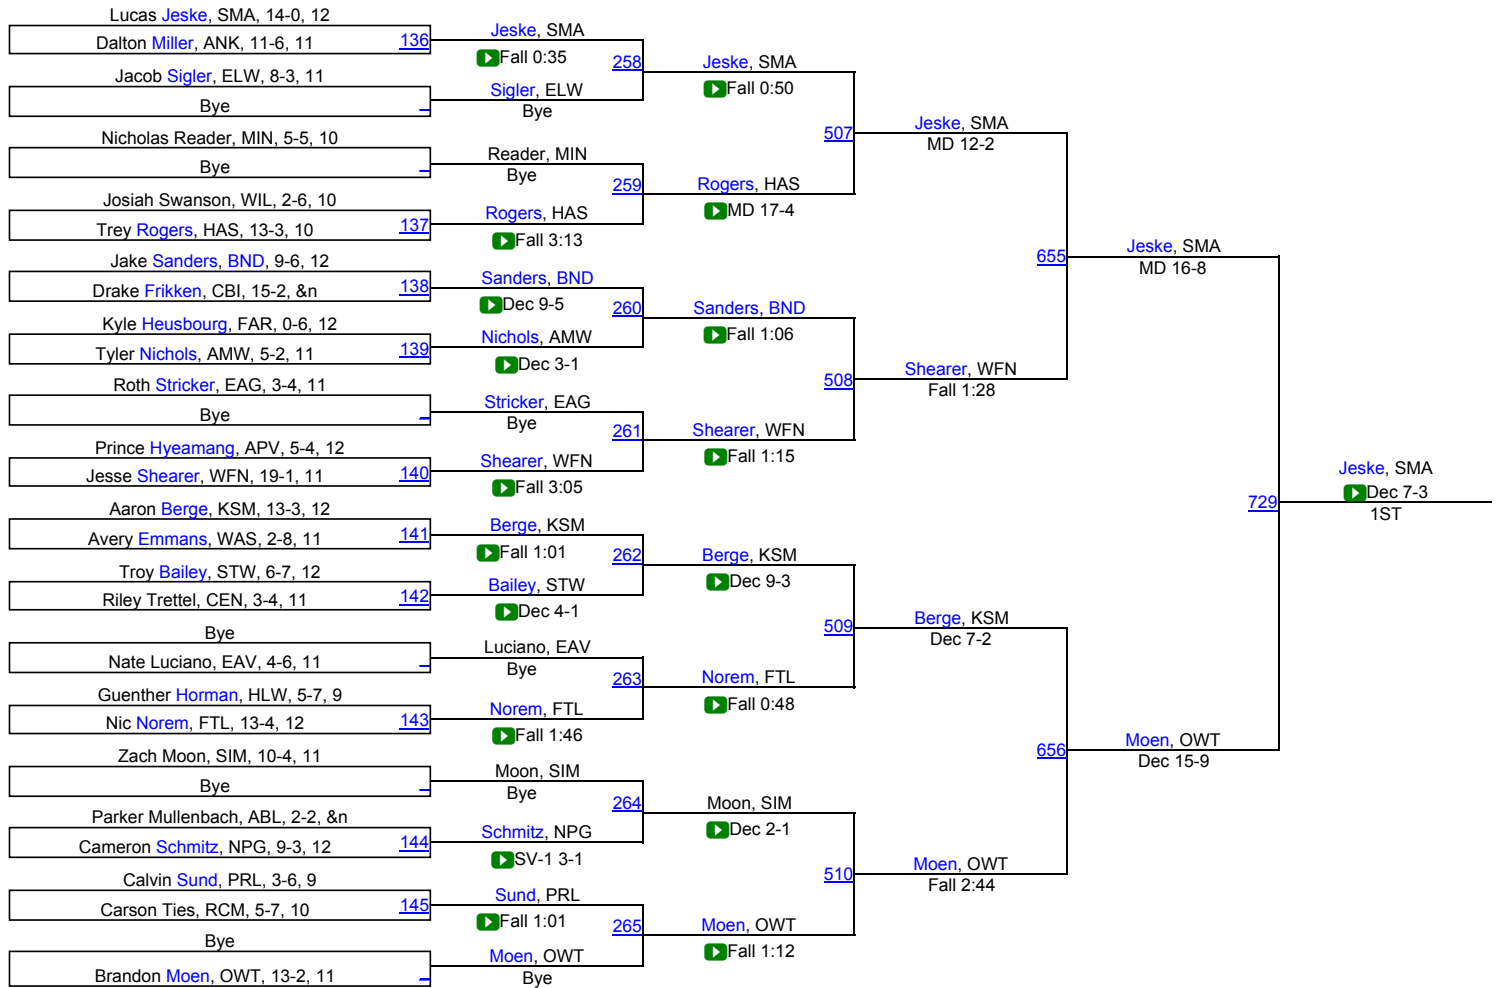 Lucas Jeske, SMA, 14-0, 12
Dalton Miller, ANK, 11-6, 11
136
Jacob Sigler, ELW, 8-3, 11
Bye
Nicholas Reader, MIN, 5-5, 10
Bye
Josiah Swanson, WIL, 2-6, 10
Trey Rogers, HAS, 13-3, 10
137
Jake Sanders, BND, 9-6, 12
Drake Frikken, CBI, 15-2, &n
138
Kyle Heusbourg, FAR, 0-6, 12
Tyler Nichols, AMW, 5-2, 11
139
Roth Stricker, EAG, 3-4, 11
Bye
Prince Hyeamang, APV, 5-4, 12
Jesse Shearer, WFN, 19-1, 11
140
Aaron Berge, KSM, 13-3, 12
Avery Emmans, WAS, 2-8, 11
141
Troy Bailey, STW, 6-7, 12
Riley Trettel, CEN, 3-4, 11
142
Bye
Nate Luciano, EAV, 4-6, 11
Guenther Horman, HLW, 5-7, 9
Nic Norem, FTL, 13-4, 12
143
Zach Moon, SIM, 10-4, 11
Bye
Parker Mullenbach, ABL, 2-2, &n
Cameron Schmitz, NPG, 9-3, 12
144
Calvin Sund, PRL, 3-6, 9
Carson Ties, RCM, 5-7, 10
145
Bye
Brandon Moen, OWT, 13-2, 11
Jeske, SMA
Fall 0:35
258
Sigler, ELW
Bye
Reader, MIN
Bye
259
Rogers, HAS
Fall 3:13
Sanders, BND
Dec 9-5
260
Nichols, AMW
Dec 3-1
Stricker, EAG
Bye
261
Shearer, WFN
Fall 3:05
Berge, KSM
Fall 1:01
262
Bailey, STW
Dec 4-1
Luciano, EAV
Bye
263
Norem, FTL
Fall 1:46
Moon, SIM
Bye
264
Schmitz, NPG
SV-1 3-1
Sund, PRL
Fall 1:01
265
Moen, OWT
Bye
Jeske, SMA
Fall 0:50
507
Rogers, HAS
MD 17-4
Sanders, BND
Fall 1:06
508
Shearer, WFN
Fall 1:15
Berge, KSM
Dec 9-3
509
Norem, FTL
Fall 0:48
Moon, SIM
Dec 2-1
510
Moen, OWT
Fall 1:12
Jeske, SMA
MD 12-2
655
Shearer, WFN
Fall 1:28
Berge, KSM
Dec 7-2
656
Moen, OWT
Fall 2:44
Jeske, SMA
MD 16-8
729
Moen, OWT
Dec 15-9
Jeske, SMA
Dec 7-3
1ST